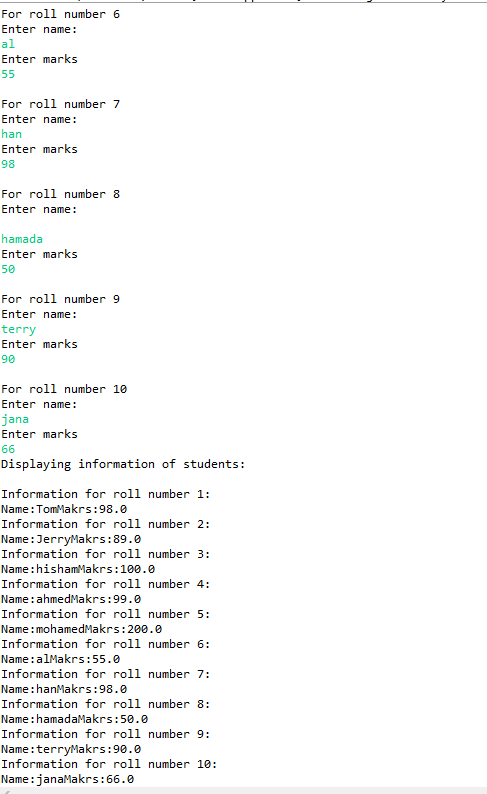 For roll number 6
Enter name:
al
Enter marks
55
For roll number 7
Enter name:
han
Enter marks
98
For roll number 8
Enter name:
hamada
Enter marks
50
For roll number 9
Enter name:
terry
Enter marks
90
For roll number 10
Enter name:
jana
Enter marks
66
Displaying information of students:
Information for roll number 1:
Name:TomMakrs:98.0
Information for roll number 2:
Name:JerryMakrs:89.0
Information for roll number 3:
Name:hishamMakrs:100.0
Information for roll number 4:
Name:ahmedMakrs:99.0
Information for roll number 5:
Name:mohamedMakrs:200.0
Information for roll number 6:
Name:alMakrs:55.0
Information for roll number 7:
Name:hanMakrs:98.0
Information for roll number 8:
Name:hamadaMakrs:50.0
Information for roll number 9:
Name:terryMakrs:90.0
Information for roll number 10:
Name:janaMakrs:66.0